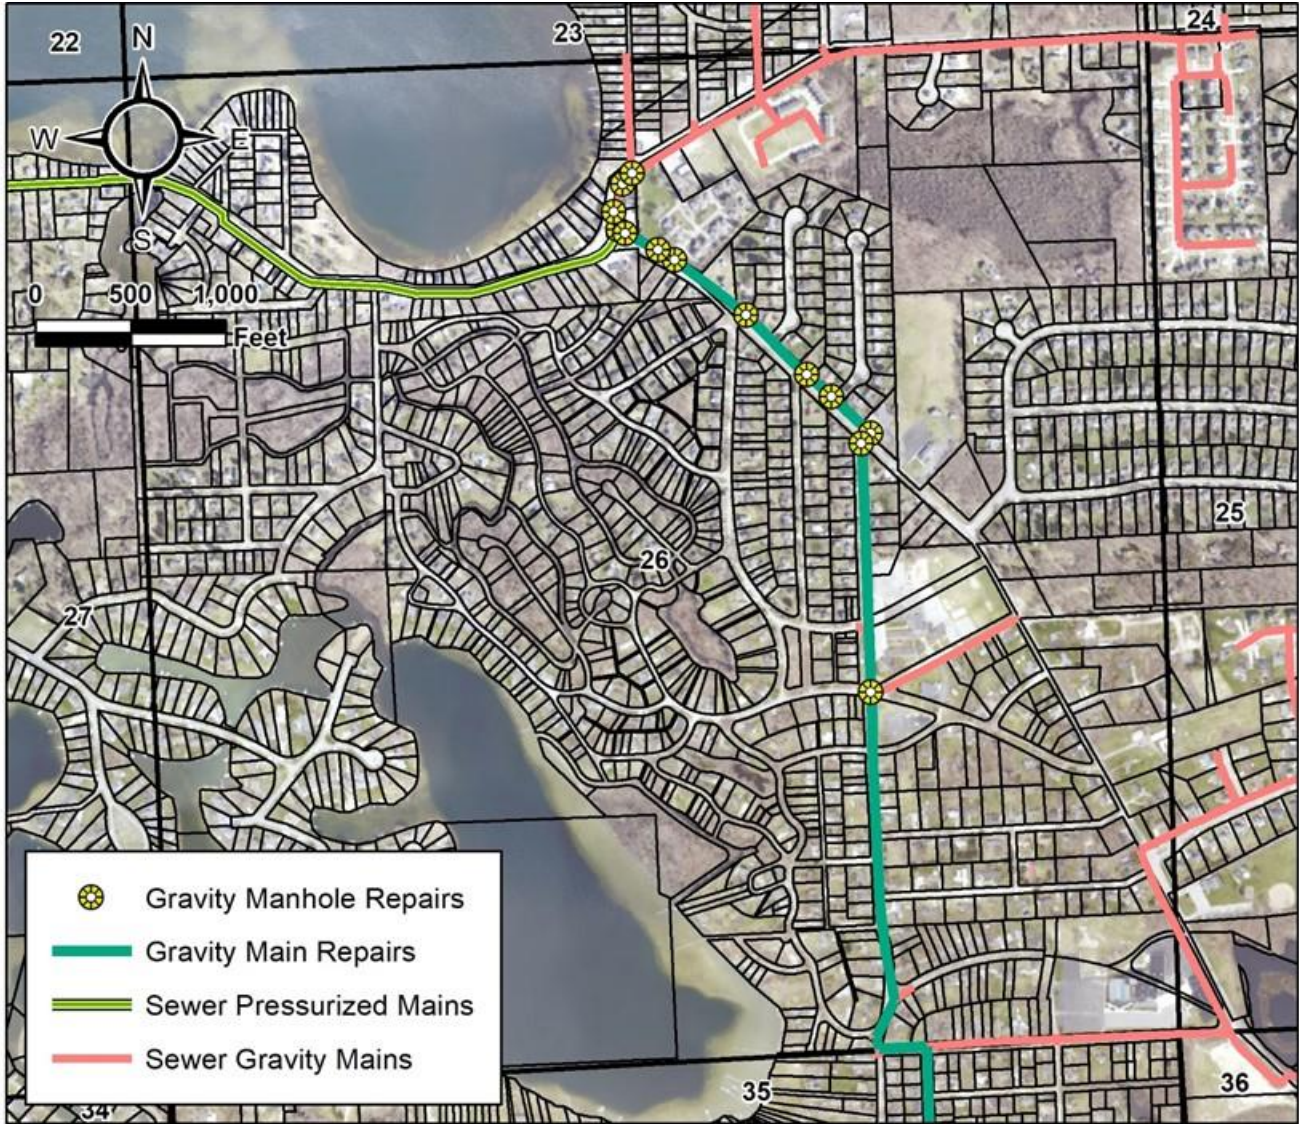 22
N
23
24
W
E
S
0 500 1,000
Feet
25
26
27
Gravity Manhole Repairs
Gravity Main Repairs
Sewer Pressurized Mains
Sewer Gravity Mains
34
35
36